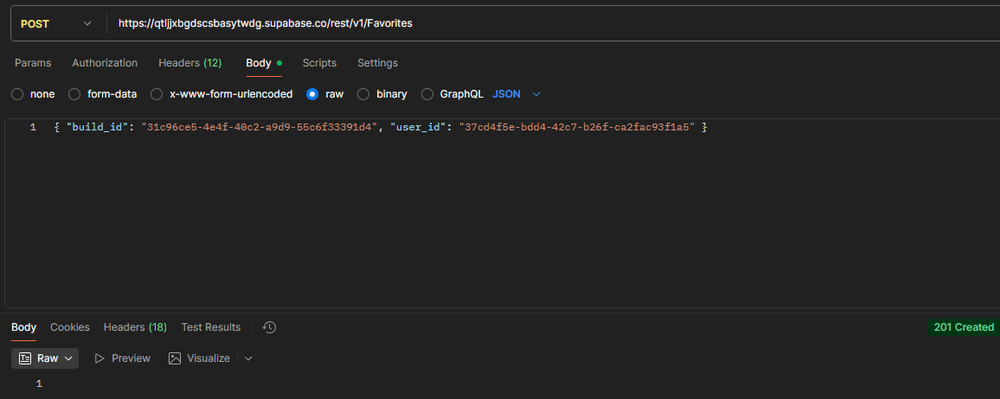 POST https://qtljjxbgdscsbasytwdg.supabase.co/rest/v1/Favorites
Params Authorization Headers (12) Body Scripts Settings
none form-data x-www-form-urlencoded raw binary GraphQL JSON
1 { "build_id": "31c96ce5-4e4f-40c2-a9d9-55c6f33391d4", "user_id": "37cd4f5e-bdd4-42c7-b26f-ca2fac93f1a5" }
Body Cookies Headers (18) Test Results 201 Created
Raw Preview Visualize
1